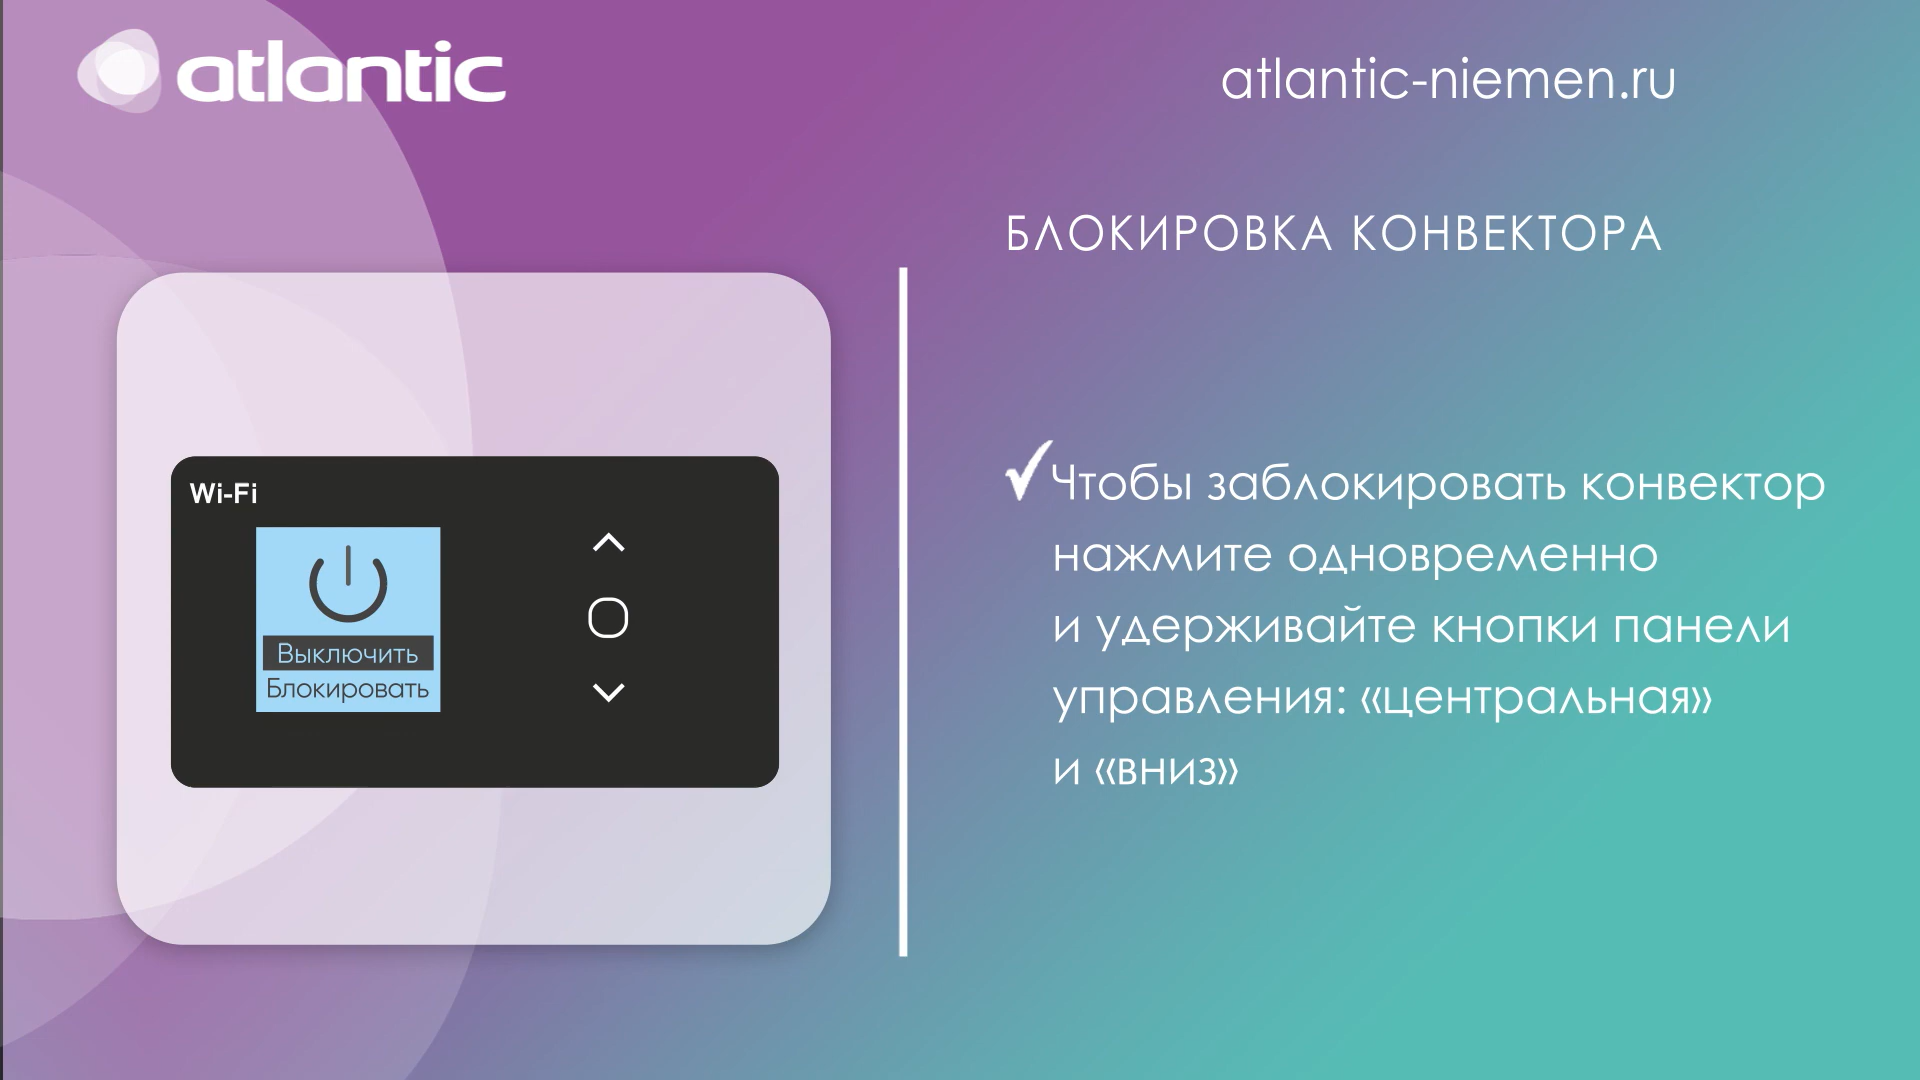 atlantic
atlantic-niemen.ru
БЛОКИРОВКА КОНВЕКТОРА
Wi-Fi
Выключить
Блокировать
Чтобы заблокировать конвектор
нажмите одновременно
и удерживайте кнопки панели
управления: «центральная»
и «вниз»